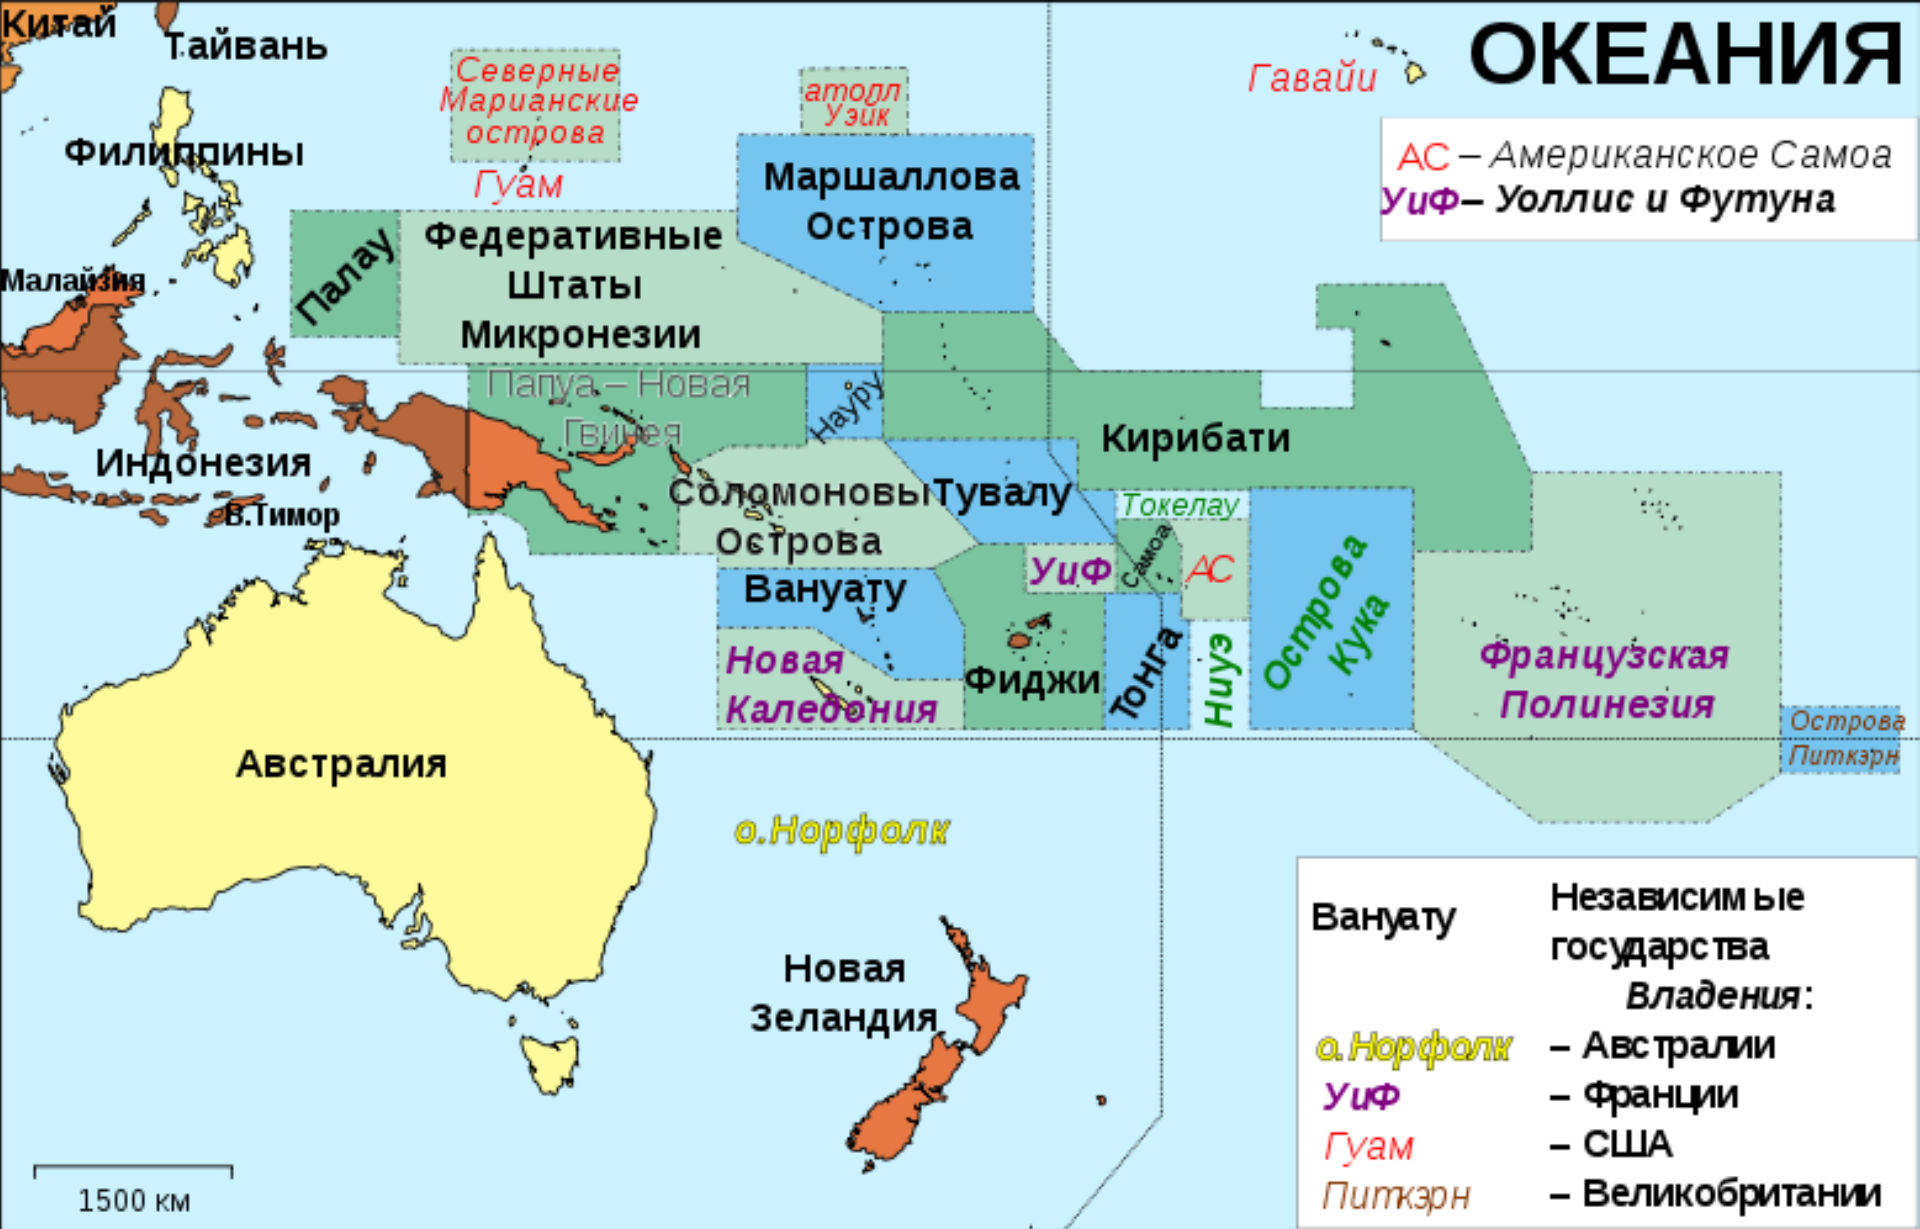 Китай
Тайвань
ОКЕАНИЯ
Северные
Марианские
острова
атолл
Уэйк
Гавайи
Филиппины
Гуам
Маршаллова
Острова
АС – Американское Самоа
УиФ– Уоллис и Футуна
Палау
Федеративные
Штаты
Микронезии
Малайзия
Папуа – Новая
Гвинея
Науру
Кирибати
Индонезия
В.Тимор
Соломоновы
Острова
Тувалу
Токелау
УиФ
Самоа
АС
Острова
Кука
Вануату
Новая
Каледония
Фиджи
Тонга
Ниуэ
Французская
Полинезия
Острова
Питкэрн
Австралия
о.Норфолк
Новая
Зеландия
1500 км
Вануату
Независимые
государства
Владения:
о.Норфолк – Австралии
УиФ – Франции
Гуам – США
Питкэрн – Великобритании